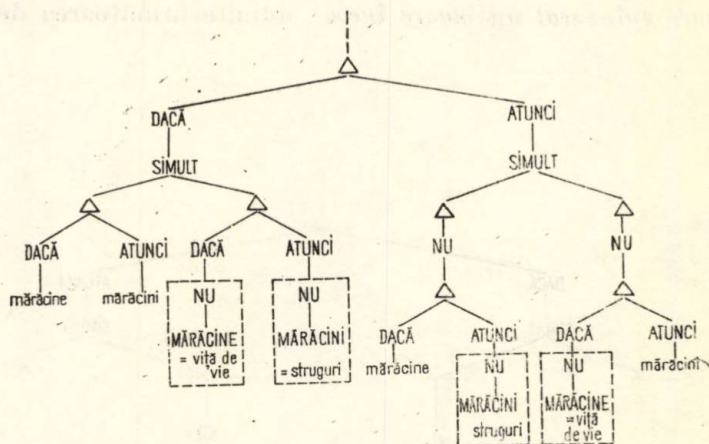 DACĂ ATUNCI
SIMULT SIMULT
DACĂ ATUNCI DACĂ ATUNCI NU NU
mărăcine mărăcini NU NU
MĂRĂCINE MĂRĂCINI DACĂ ATUNCI DACĂ ATUNCI
= viță de = struguri mărăcine NU NU mărăcini
vie
MĂRĂCINI MĂRĂCINE
struguri =viță
de vie